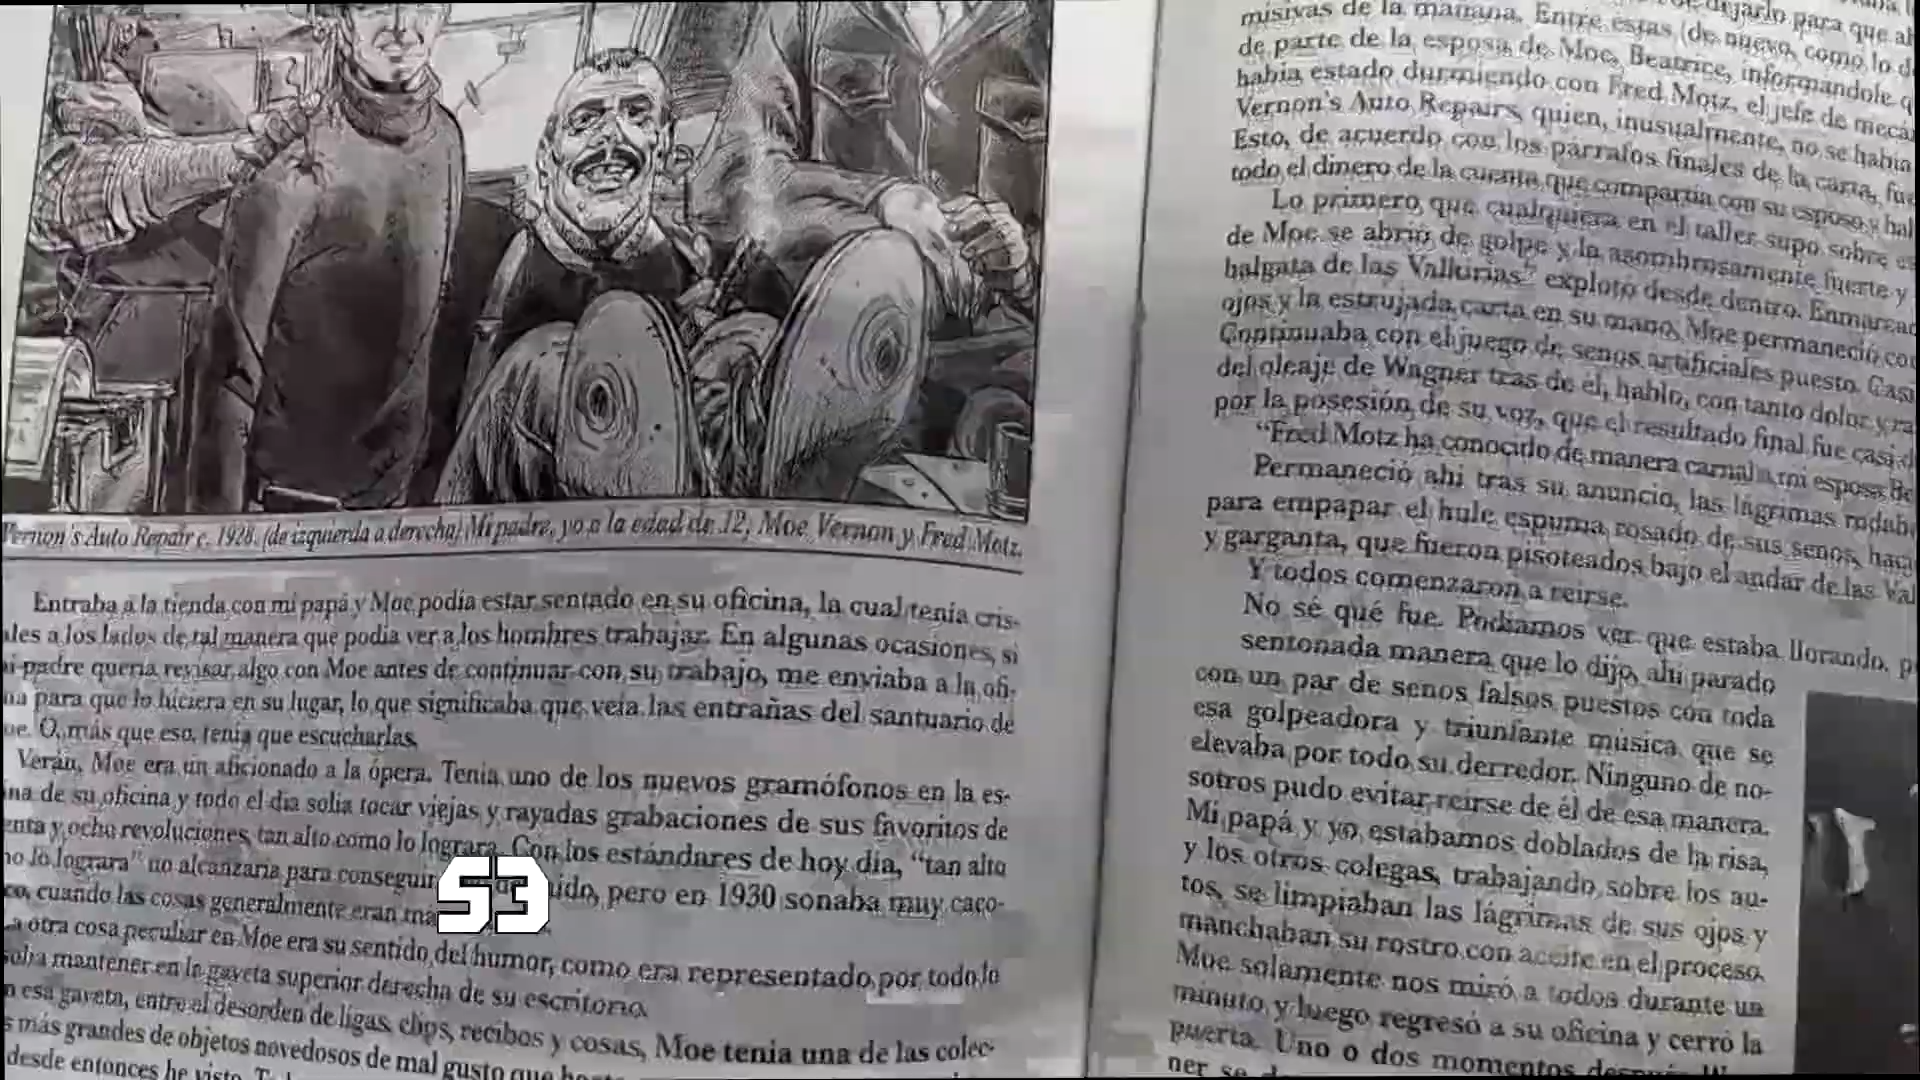 Vernon's Auto Repair c. 1928. (de izquierda a derecha) Mi padre, yo a la edad de 12, Moe Vernon y Fred Motz.
Entraba a la tienda con mi papá y Moe podía estar sentado en su oficina, la cual tenía cris-
ales a los lados de tal manera que podía ver a los hombres trabajar. En algunas ocasiones, si
mi padre quería revisar algo con Moe antes de continuar con su trabajo, me enviaba a la ofi-
na para que lo hiciera en su lugar, lo que significaba que veía las entrañas del santuario de
oe. O, más que eso, tenía que escucharlas.
Verán, Moe era un aficionado a la ópera. Tenía uno de los nuevos gramófonos en la es-
ina de su oficina y todo el día solía tocar viejas y rayadas grabaciones de sus favoritos de
enta y ocho revoluciones, tan alto como lo lograra. Con los estándares de hoy día, "tan alto
mo lo lograra" no alcanzaría para conseguir ido, pero en 1930 sonaba muy caco-
co, cuando las cosas generalmente eran má
La otra cosa peculiar en Moe era su sentido del humor, como era representado por todo lo
solía mantener en la gaveta superior derecha de su escritorio.
n esa gaveta, entre el desorden de ligas, clips, recibos y cosas, Moe tenía una de las colec-
s más grandes de objetos novedosos de mal gusto que
desde entonces he visto.
53
dijarlo para que
misivas de la mañana. Entre éstas (de nuevo, como lo d
de parte de la esposa de Moe, Beatrice, informándole q
había estado durmiendo con Fred Motz, el jefe de mecá
Vernon's Auto Repairs, quien, inusualmente, no se había
Esto, de acuerdo con los párrafos finales de la carta, fue
todo el dinero de la cuenta que compartía con su esposo y hal
Lo primero que cualquiera en el taller supo sobre es
de Moe se abrió de golpe y la asombrosamente fuerte y
balgata de las Valkirias" explotó desde dentro. Enmarcad
ojos y la estrujada carta en su mano, Moe permaneció co
Continuaba con el juego de senos artificiales puesto. Casi
del oleaje de Wagner tras de él, habló, con tanto dolor y ra
por la posesión de su voz, que el resultado final fue casi d
"Fred Motz ha conocido de manera carnal a mi esposa Be
Permaneció ahí tras su anuncio, las lágrimas rodab
para empapar el hule espuma rosado de sus senos, hac
y garganta, que fueron pisoteados bajo el andar de las Val
Y todos comenzaron a reírse.
No sé qué fue. Podíamos ver que estaba llorando, p
sentonada manera que lo dijo, ahí parado
con un par de senos falsos puestos con toda
esa golpeadora y triunfante música que se
elevaba por todo su derredor. Ninguno de no-
sotros pudo evitar reírse de él de esa manera.
Mi papá y yo estábamos doblados de la risa,
y los otros colegas, trabajando sobre los au-
tos, se limpiaban las lágrimas de sus ojos y
manchaban su rostro con aceite en el proceso.
Moe solamente nos miró a todos durante un
minuto y luego regresó a su oficina y cerró la
puerta. Uno o dos momentos después,
ner se